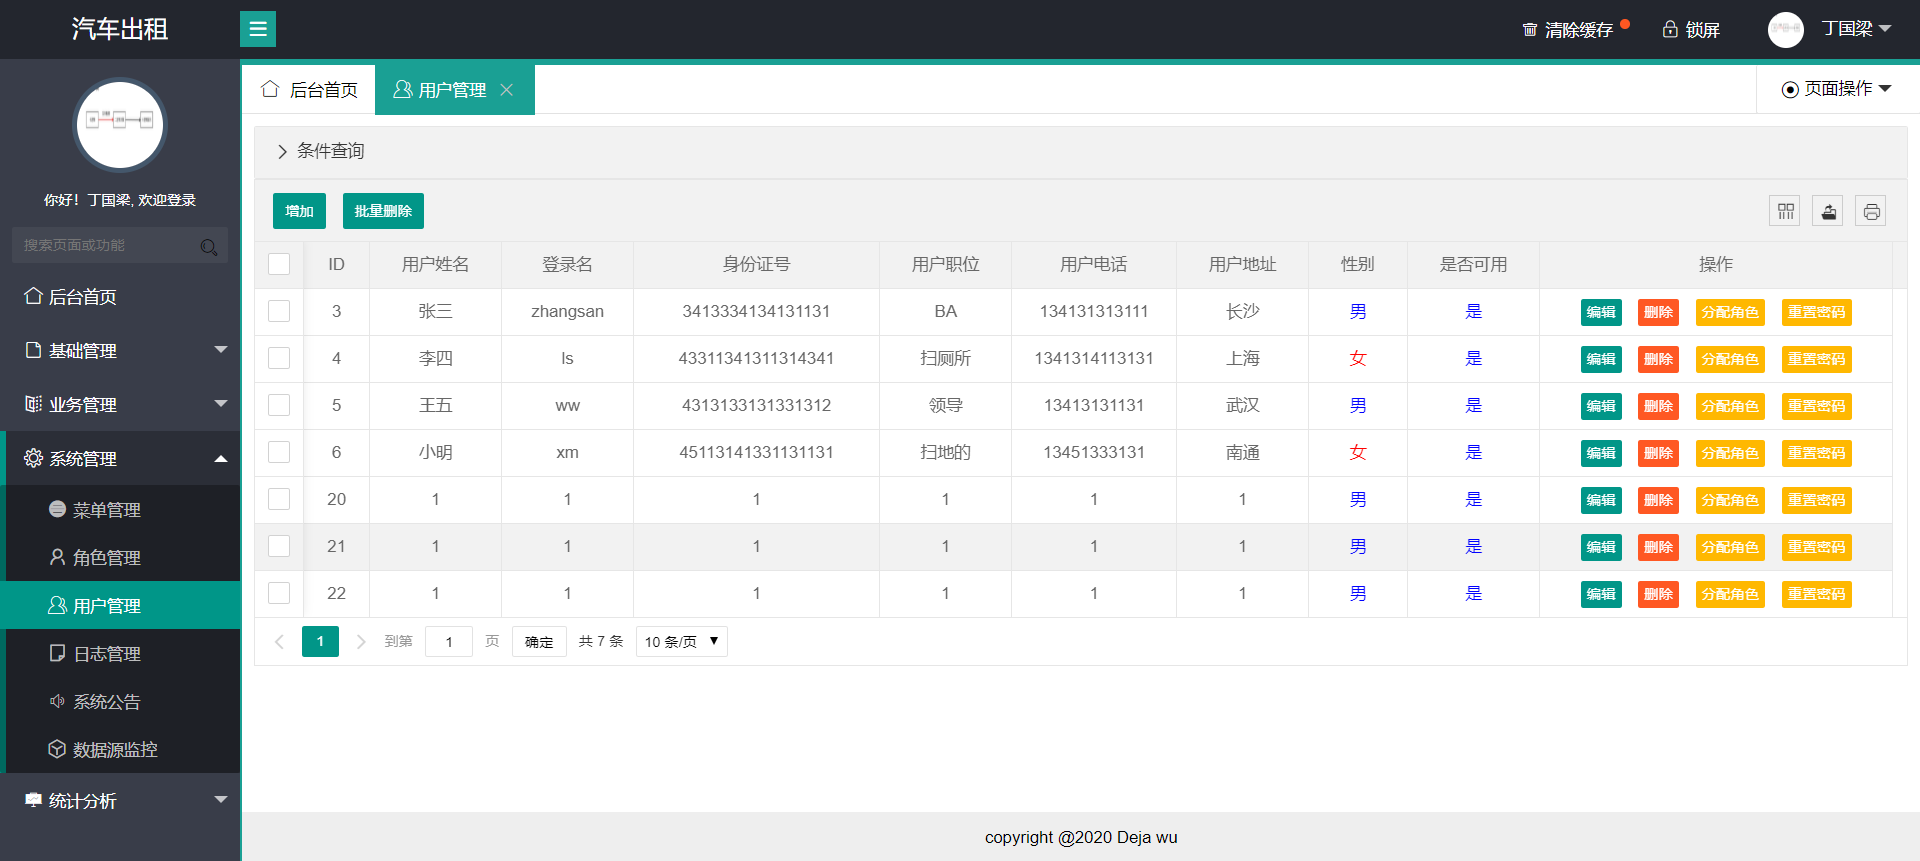 汽车出租
清除缓存 锁屏 丁国梁
你好！丁国梁, 欢迎登录
搜索页面或功能
后台首页
基础管理
业务管理
系统管理
菜单管理
角色管理
用户管理
日志管理
系统公告
数据源监控
统计分析
后台首页 用户管理 页面操作
条件查询
增加 批量删除
ID 用户姓名 登录名 身份证号 用户职位 用户电话 用户地址 性别 是否可用 操作
3 张三 zhangsan 3413334134131131 BA 134131313111 长沙 男 是 编辑 删除 分配角色 重置密码
4 李四 ls 43311341311314341 扫厕所 1341314113131 上海 女 是 编辑 删除 分配角色 重置密码
5 王五 ww 4313133131331312 领导 13413131131 武汉 男 是 编辑 删除 分配角色 重置密码
6 小明 xm 45113141331131131 扫地的 13451333131 南通 女 是 编辑 删除 分配角色 重置密码
20 1 1 1 1 1 1 男 是 编辑 删除 分配角色 重置密码
21 1 1 1 1 1 1 男 是 编辑 删除 分配角色 重置密码
22 1 1 1 1 1 1 男 是 编辑 删除 分配角色 重置密码
1 到第 1 页 确定 共 7 条 10 条/页
copyright @2020 Deja wu